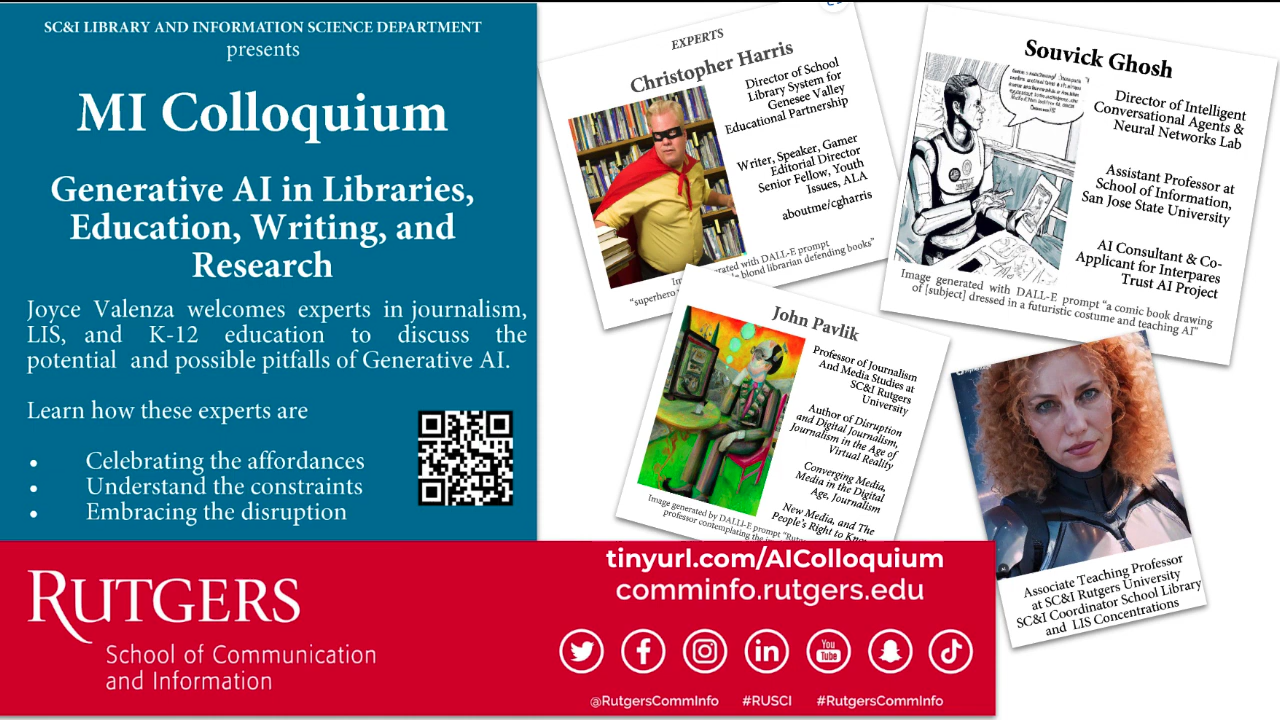 SC&I LIBRARY AND INFORMATION SCIENCE DEPARTMENT
presents
MI Colloquium
Generative AI in Libraries,
Education, Writing, and
Research
Joyce Valenza welcomes experts in journalism,
LIS, and K-12 education to discuss the
potential and possible pitfalls of Generative AI.
Learn how these experts are
• Celebrating the affordances
• Understand the constraints
• Embracing the disruption
EXPERTS
Christopher Harris
Director of School
Library System for
Genesee Valley
Educational Partnership
Writer, Speaker, Gamer
Editorial Director
Senior Fellow, Youth
Issues, ALA
aboutme/cgharris
with DALL-E prompt
"superhero blond librarian defending books"
Souvick Ghosh
Director of Intelligent
Conversational Agents &
Neural Networks Lab
Assistant Professor at
School of Information,
San Jose State University
AI Consultant & Co-
Applicant for Interpares
Trust AI Project
Image generated with DALL-E prompt "a comic book drawing
of [subject] dressed in a futuristic costume and teaching AI"
John Pavlik
Professor of Journalism
And Media Studies at
SC&I Rutgers
University
Author of Disruption
and Digital Journalism,
Journalism in the Age of
Virtual Reality
Converging Media,
Media in the Digital
Age, Journalism
New Media, and The
People's Right to Know
Image generated by DALL-E prompt
professor contemplating the
Associate Teaching Professor
at SC&I Rutgers University
SC&I Coordinator School Library
and LIS Concentrations
RUTGERS
School of Communication
and Information
tinyurl.com/AIColloquium
comminfo.rutgers.edu
You
Tube
@RutgersCommInfo #RUSCI #RutgersCommInfo